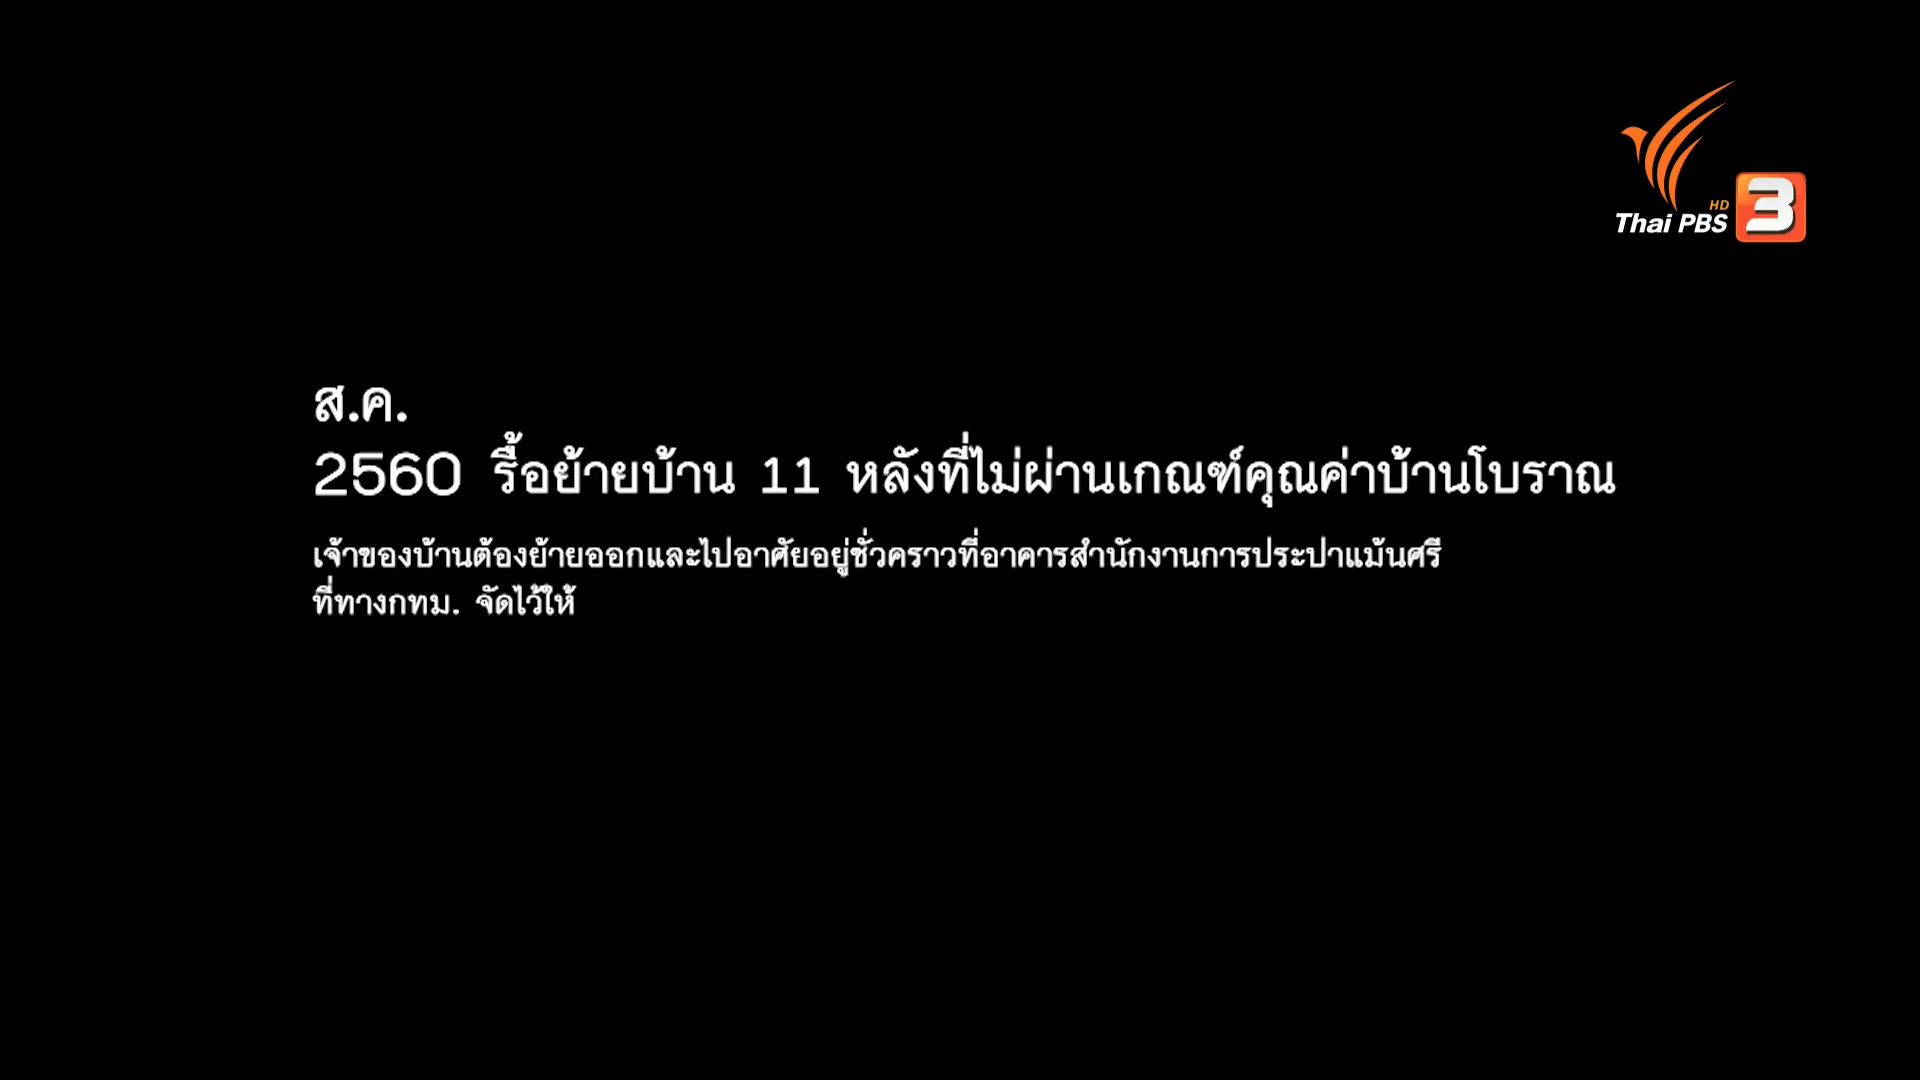 HD
Thai PBS 3
ส.ค.
2560 รื้อย้ายบ้าน 11 หลังที่ไม่ผ่านเกณฑ์คุณค่าบ้านโบราณ
เจ้าของบ้านต้องย้ายออกและไปอาศัยอยู่ชั่วคราวที่อาคารสำนักงานการประปาแม้นศรี
ที่ทางกทม. จัดไว้ให้